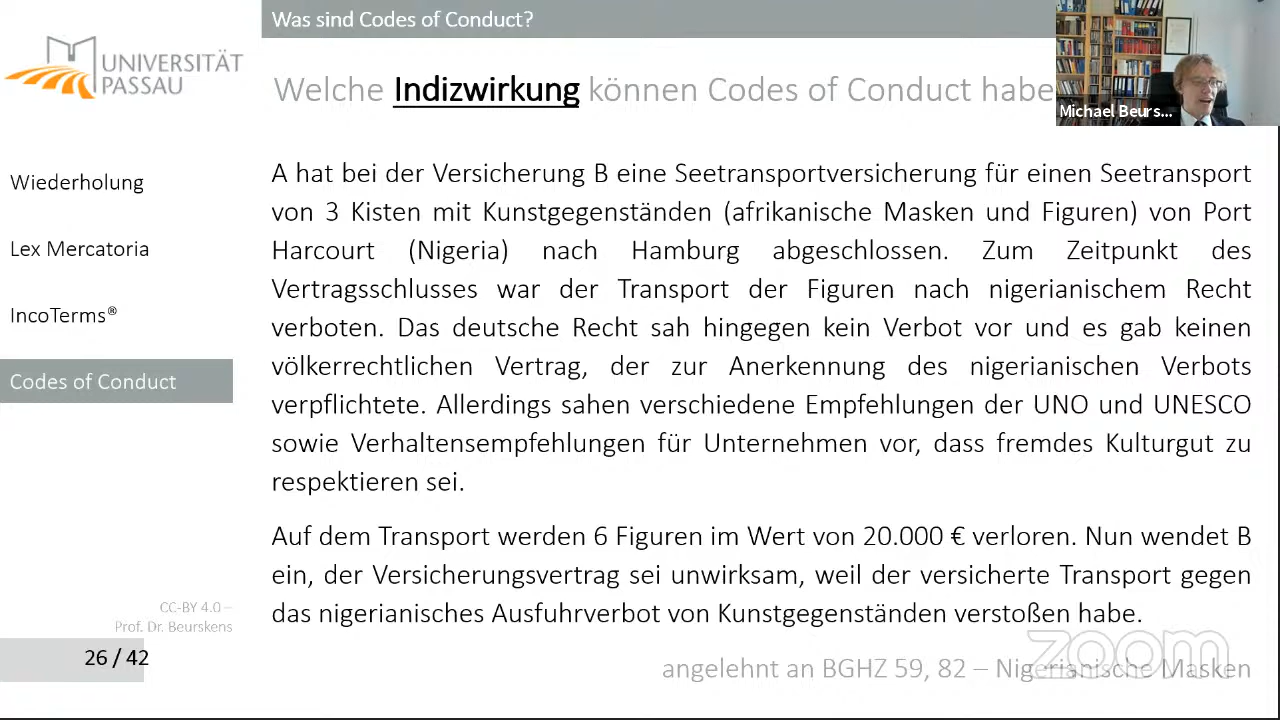 Was sind Codes of Conduct?
UNIVERSITÄT
PASSAU
Welche Indizwirkung können Codes of Conduct habe
Michael Beurs...
Wiederholung
Lex Mercatoria
IncoTerms®
Codes of Conduct
A hat bei der Versicherung B eine Seetransportversicherung für einen Seetransport
von 3 Kisten mit Kunstgegenständen (afrikanische Masken und Figuren) von Port
Harcourt (Nigeria) nach Hamburg abgeschlossen. Zum Zeitpunkt des
Vertragsschlusses war der Transport der Figuren nach nigerianischem Recht
verboten. Das deutsche Recht sah hingegen kein Verbot vor und es gab keinen
völkerrechtlichen Vertrag, der zur Anerkennung des nigerianischen Verbots
verpflichtete. Allerdings sahen verschiedene Empfehlungen der UNO und UNESCO
sowie Verhaltensempfehlungen für Unternehmen vor, dass fremdes Kulturgut zu
respektieren sei.
Auf dem Transport werden 6 Figuren im Wert von 20.000 € verloren. Nun wendet B
ein, der Versicherungsvertrag sei unwirksam, weil der versicherte Transport gegen
das nigerianisches Ausfuhrverbot von Kunstgegenständen verstoßen habe.
angelehnt an BGHZ 59, 82 – Nigerianische Masken
zoom
CC-BY 4.0 –
Prof. Dr. Beurskens
26 / 42